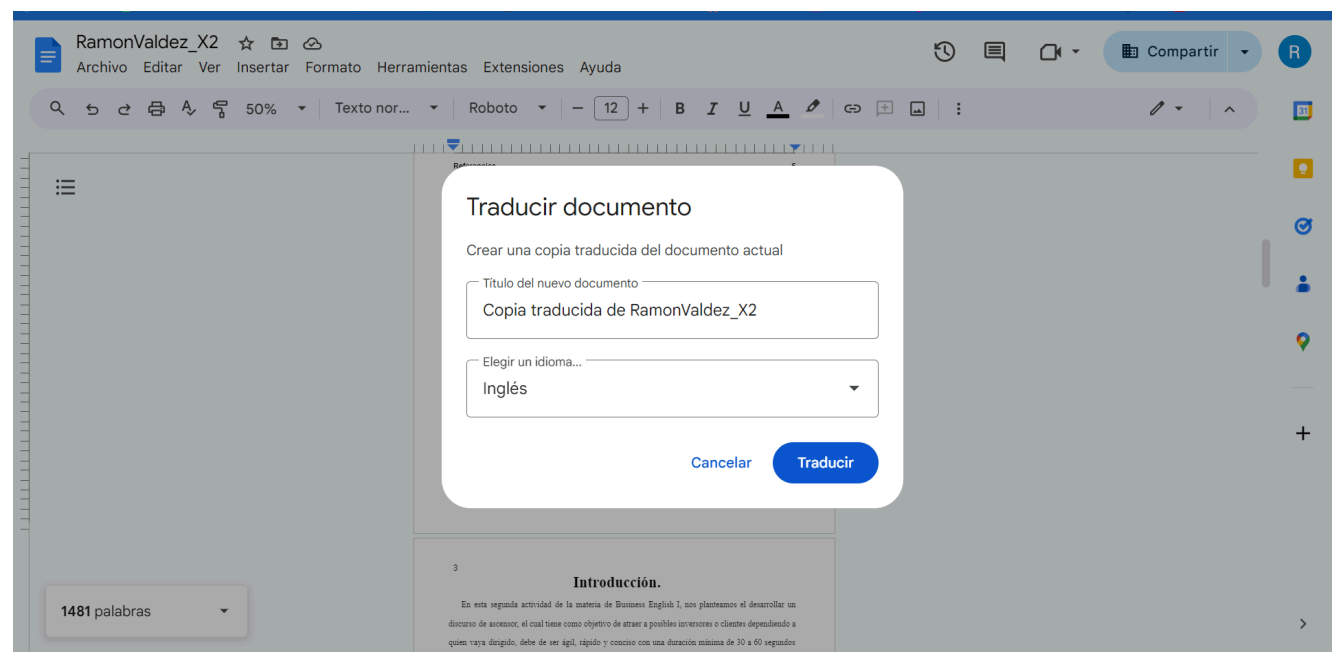 RamonValdez_X2
Compartir
R
Archivo Editar Ver Insertar Formato Herramientas Extensiones Ayuda
50% Texto nor... Roboto 12 B I U A
31
Referencias 5
Traducir documento
Crear una copia traducida del documento actual
Título del nuevo documento
Copia traducida de RamonValdez_X2
Elegir un idioma...
Inglés
Cancelar Traducir
3
Introducción.
En esta segunda actividad de la materia de Business English I, nos planteamos el desarrollar un
discurso de ascensor, el cual tiene como objetivo de atraer a posibles inversores o clientes dependiendo a
quien vaya dirigido, debe de ser ágil, rápido y conciso con una duración mínima de 30 a 60 segundos
1481 palabras